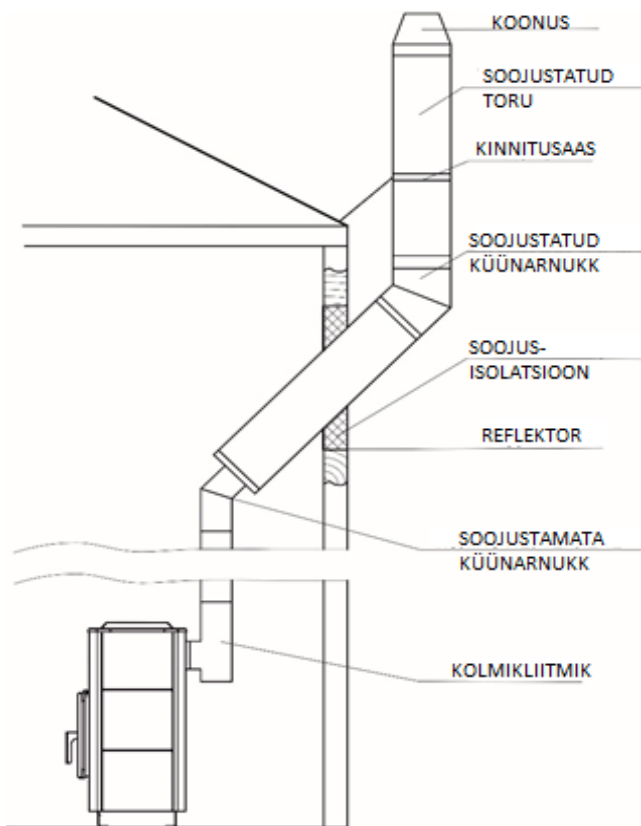 KOONUS
SOOJUSTATUD
TORU
KINNITUSAAS
SOOJUSTATUD
KÜÜNARNUKK
SOOJUS-
ISOLATSIOON
REFLEKTOR
SOOJUSTAMATA
KÜÜNARNUKK
KOLMIKLIITMIK